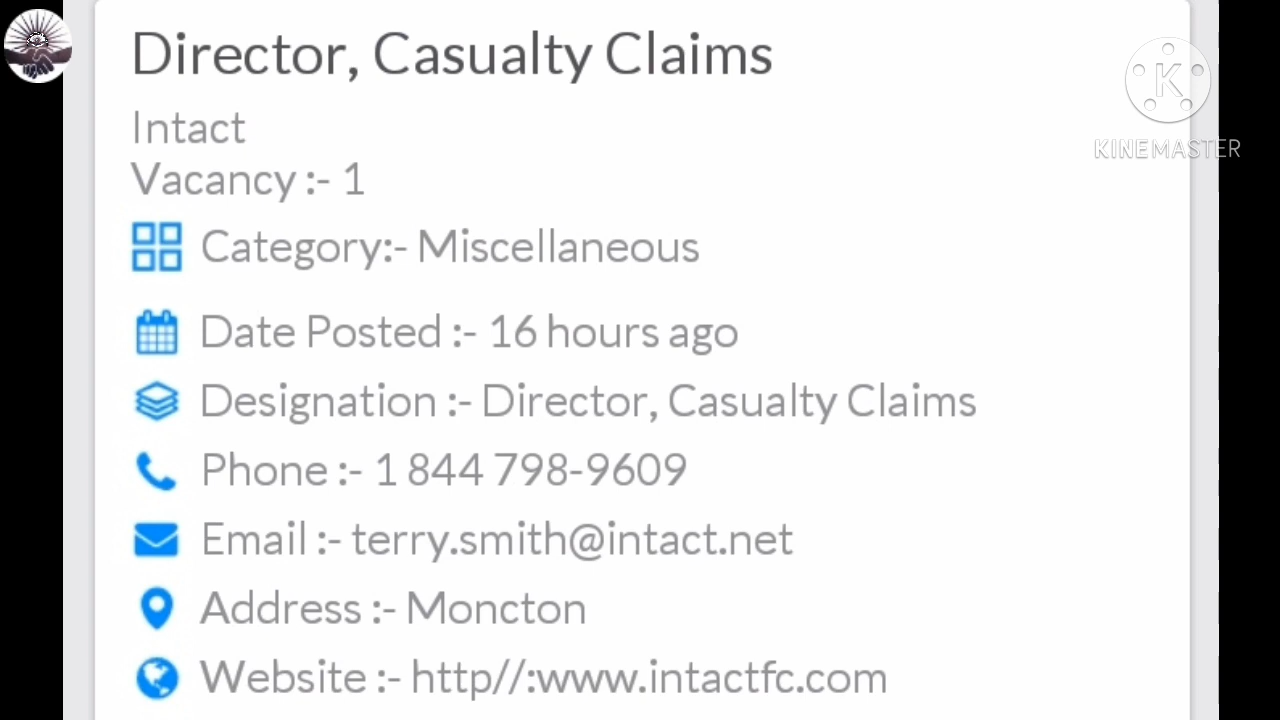 Director, Casualty Claims
Intact
Vacancy :- 1
Category:- Miscellaneous
Date Posted :- 16 hours ago
Designation :- Director, Casualty Claims
Phone :- 1 844 798-9609
Email :- terry.smith@intact.net
Address :- Moncton
Website :- http//:www.intactfc.com
K
KINEMASTER